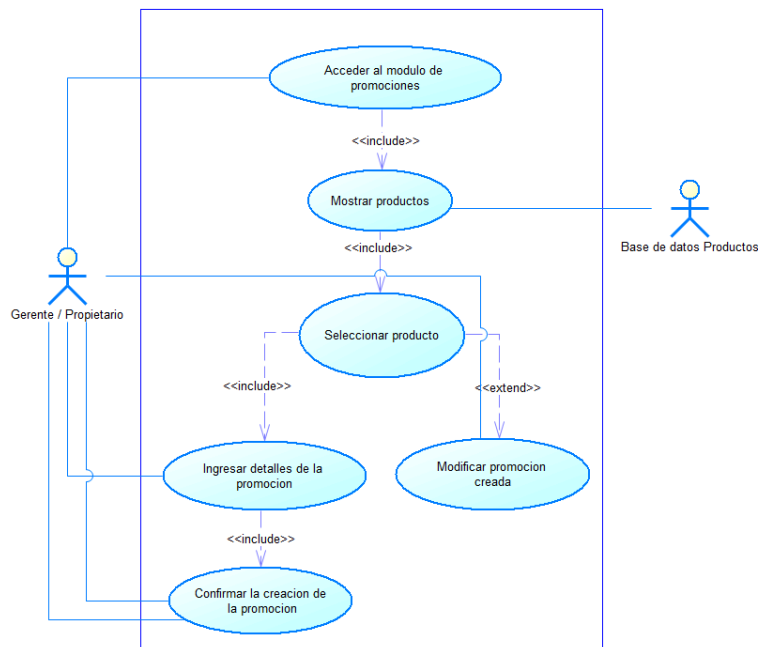 Acceder al modulo de
promociones
<<include>>
Mostrar productos
Base de datos Productos
<<include>>
Gerente / Propietario
Seleccionar producto
<<include>>
<<extend>>
Ingresar detalles de la
promocion
Modificar promocion
creada
<<include>>
Confirmar la creacion de
la promocion